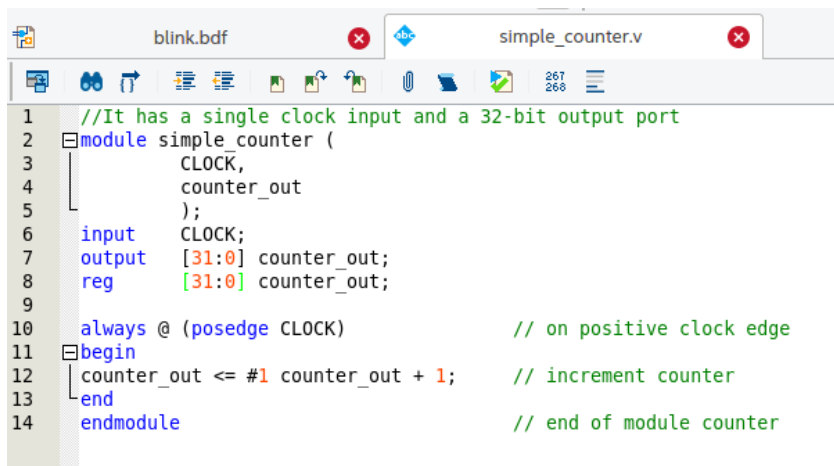 blink.bdf simple_counter.v
abc
267
268
1 //It has a single clock input and a 32-bit output port
2 module simple_counter (
3 CLOCK,
4 counter_out
5 );
6 input CLOCK;
7 output [31:0] counter_out;
8 reg [31:0] counter_out;
9
10 always @ (posedge CLOCK) // on positive clock edge
11 begin
12 counter_out <= #1 counter_out + 1; // increment counter
13 end
14 endmodule // end of module counter